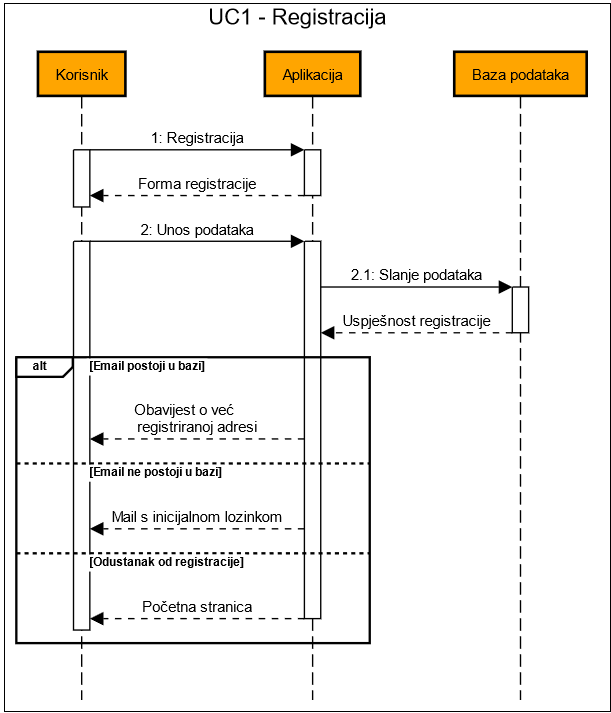 UC1 - Registracija
Korisnik
Aplikacija
Baza podataka
1: Registracija
Forma registracije
2: Unos podataka
2.1: Slanje podataka
Uspješnost registracije
alt
[Email postoji u bazi]
Obavijest o već
registriranoj adresi
[Email ne postoji u bazi]
Mail s inicijalnom lozinkom
[Odustanak od registracije]
Početna stranica